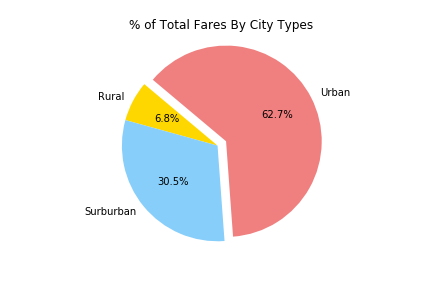 % of Total Fares By City Types
Urban
Rural
6.8%
62.7%
30.5%
Surburban